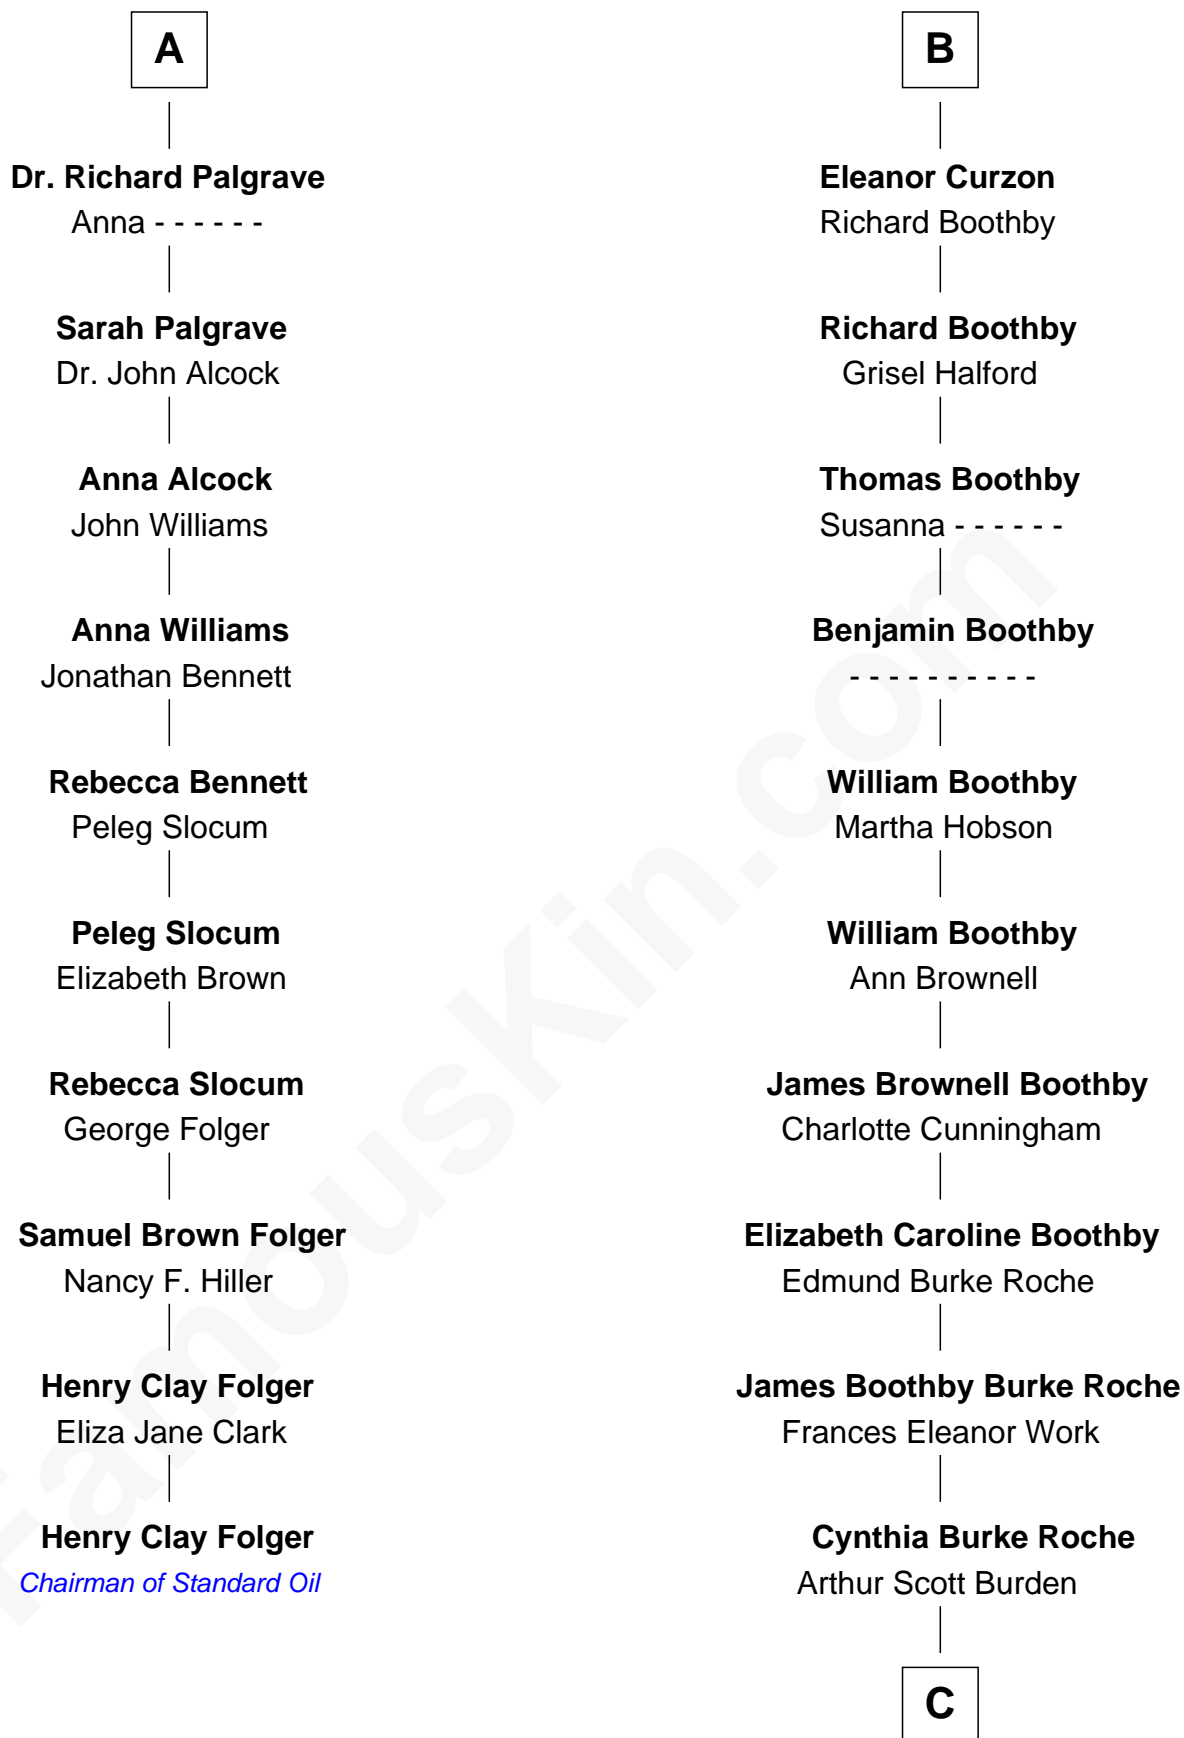 A
Dr. Richard Palgrave
Anna - - - - - -
Sarah Palgrave
Dr. John Alcock
Anna Alcock
John Williams
Anna Williams
Jonathan Bennett
Rebecca Bennett
Peleg Slocum
Peleg Slocum
Elizabeth Brown
Rebecca Slocum
George Folger
Samuel Brown Folger
Nancy F. Hiller
Henry Clay Folger
Eliza Jane Clark
Henry Clay Folger
Chairman of Standard Oil
B
Eleanor Curzon
Richard Boothby
Richard Boothby
Grisel Halford
Thomas Boothby
Susanna - - - - - -
Benjamin Boothby
- - - - - - - - - -
William Boothby
Martha Hobson
William Boothby
Ann Brownell
James Brownell Boothby
Charlotte Cunningham
Elizabeth Caroline Boothby
Edmund Burke Roche
James Boothby Burke Roche
Frances Eleanor Work
Cynthia Burke Roche
Arthur Scott Burden
C
FamousKin.com